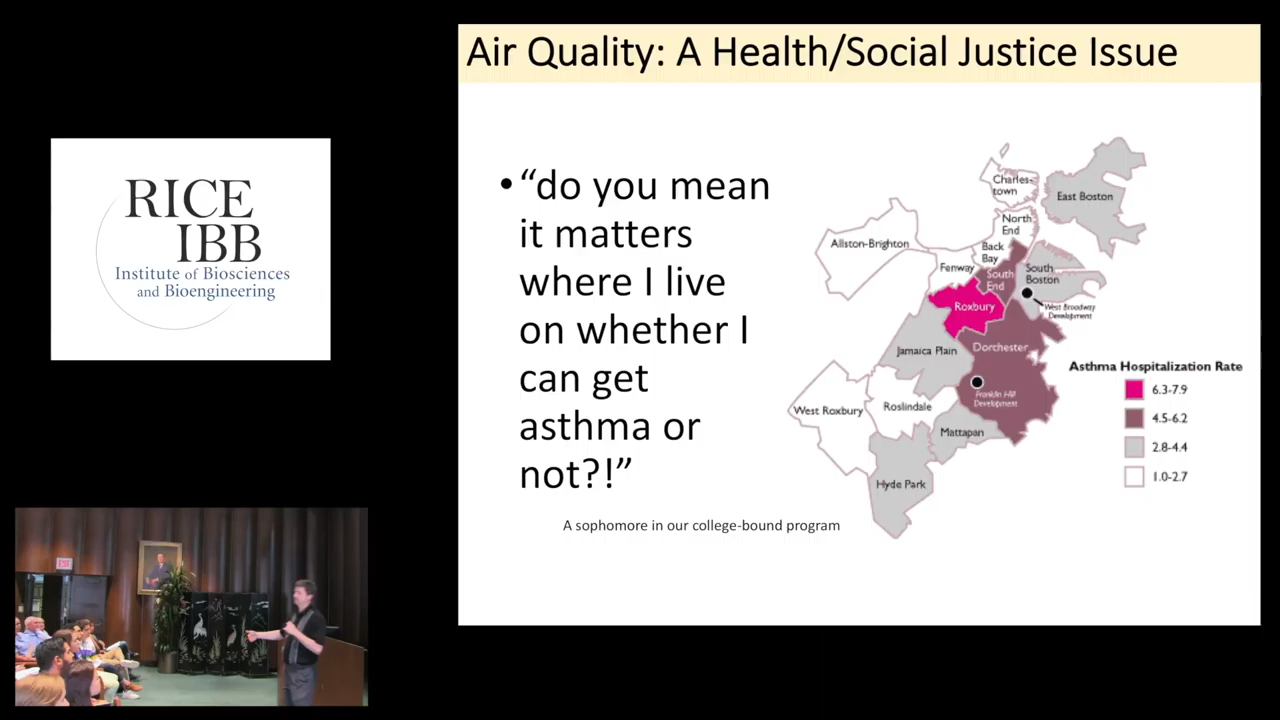 Air Quality: A Health/Social Justice Issue
RICE
IBB
Institute of Biosciences
and Bioengineering
• “do you mean
it matters
where I live
on whether I
can get
asthma or
not?!”
A sophomore in our college-bound program
Charles-
town
East Boston
North
End
Allston-Brighton
Back
Bay
Fenway
South
End
South
Boston
Roxbury
West Broadway
Development
Jamaica Plain
Dorchester
Franklin Hill
Development
West Roxbury
Roslindale
Mattapan
Hyde Park
Asthma Hospitalization Rate
6.3-7.9
4.5-6.2
2.8-4.4
1.0-2.7
EXIT